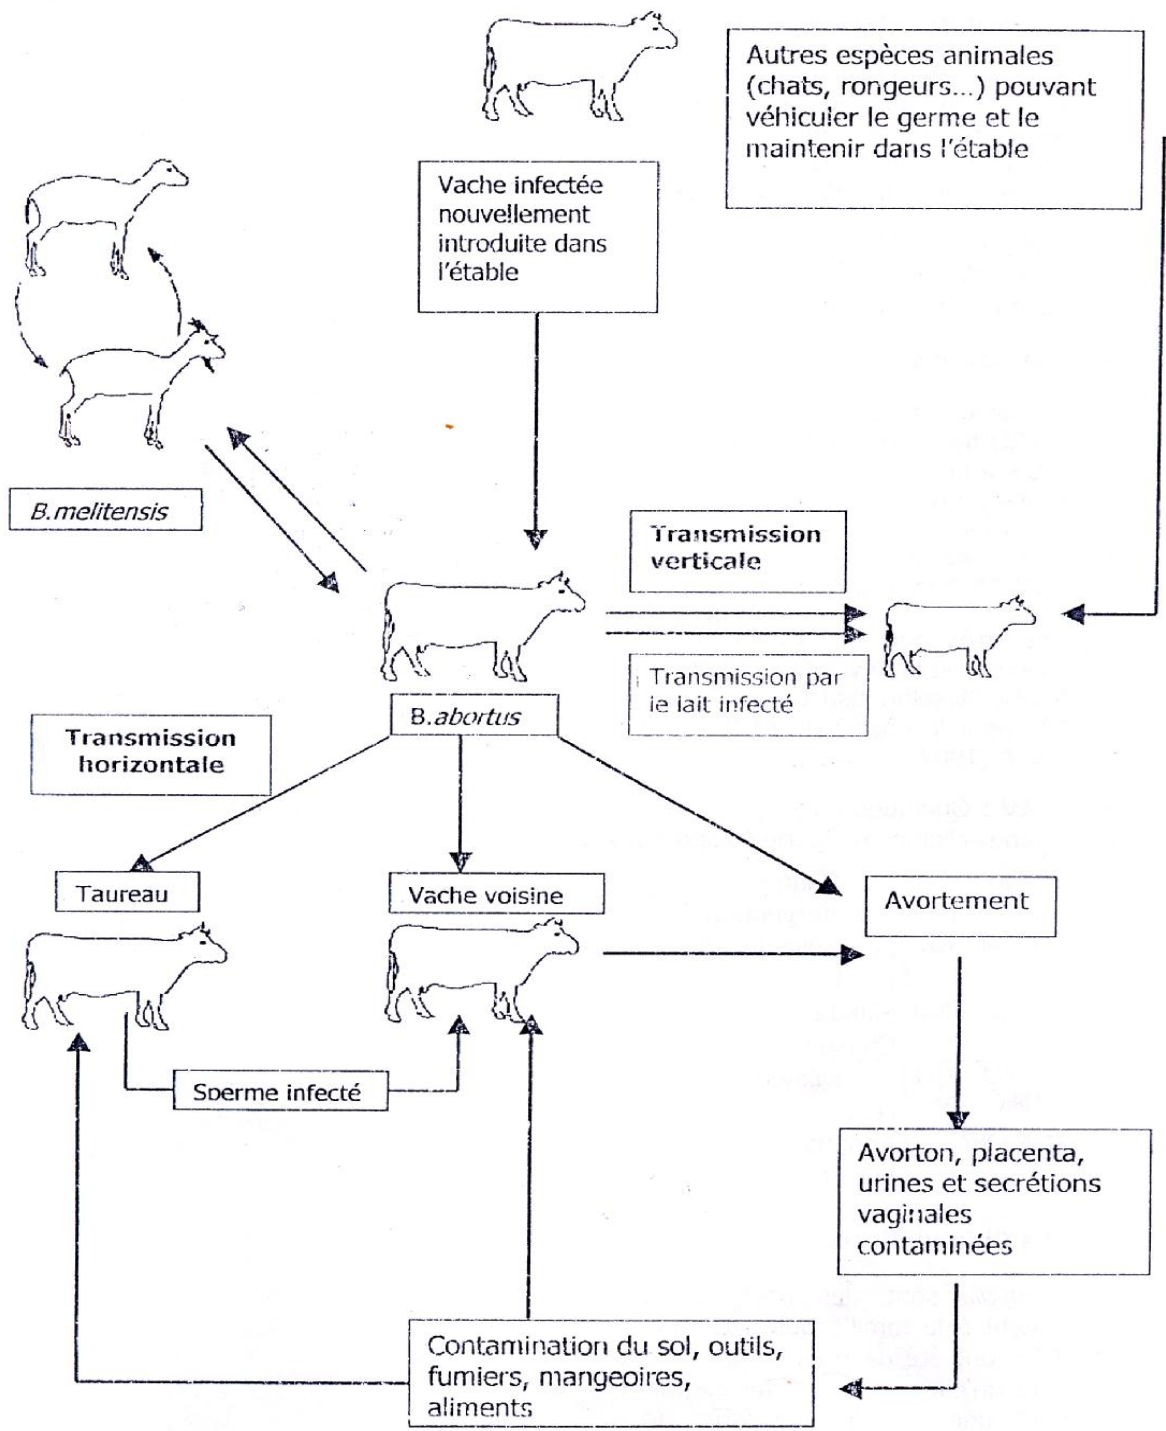 Autres espèces animales
(chats, rongeurs...) pouvant
véhiculer le germe et le
maintenir dans l'étable
Vache infectée
nouvellement
introduite dans
l'étable
B.melitensis
Transmission
verticale
Transmission par
le lait infecté
B.abortus
Transmission
horizontale
Taureau
Vache voisine
Avortement
Sperme infecté
Avorton, placenta,
urines et secrétions
vaginales
contaminées
Contamination du sol, outils,
fumiers, mangeoires,
aliments